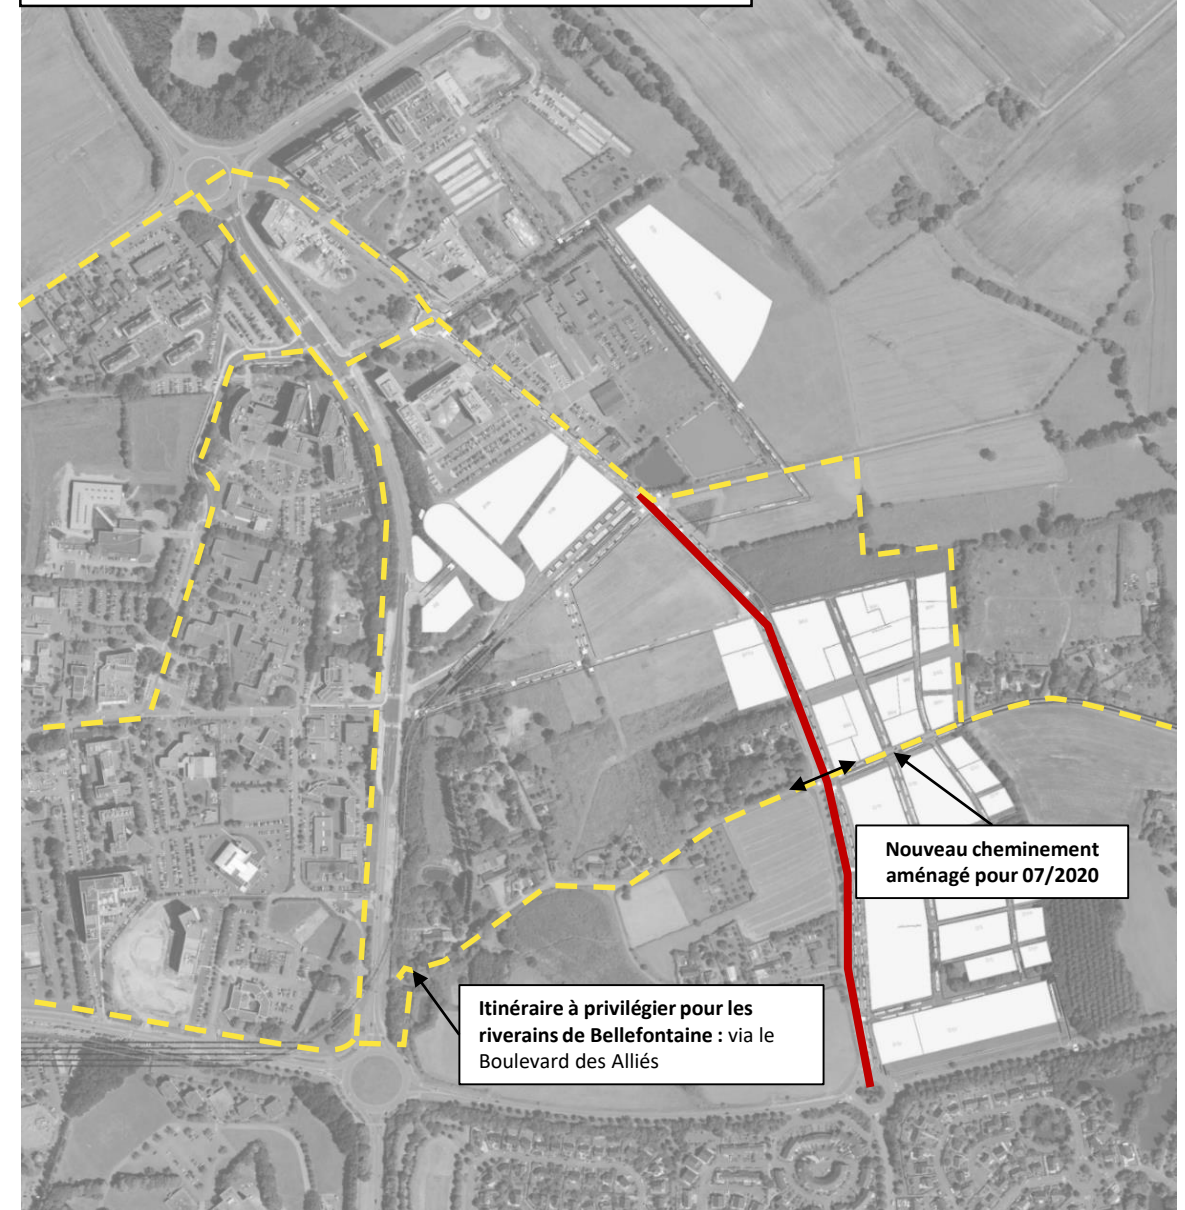 Nouveau cheminement
aménagé pour 07/2020
Itinéraire à privilégier pour les
riverains de Bellefontaine : via le
Boulevard des Alliés